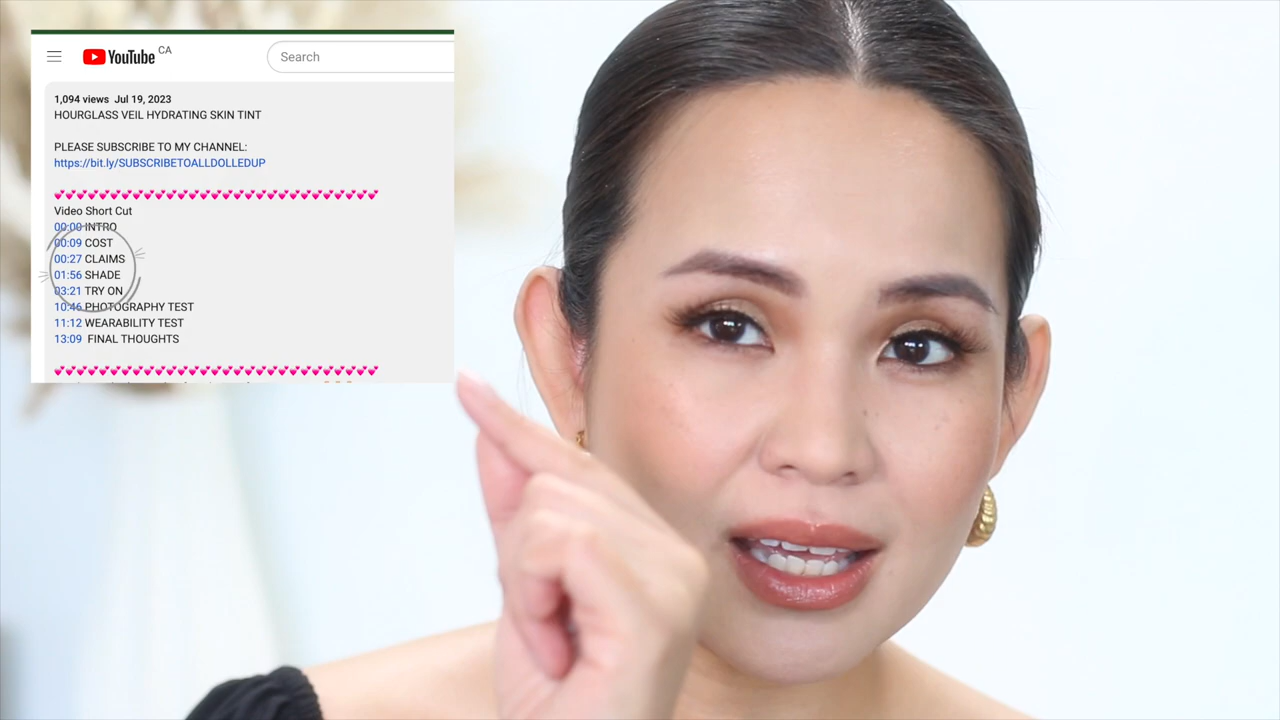 YouTube CA
Search
1,094 views Jul 19, 2023
HOURGLASS VEIL HYDRATING SKIN TINT
PLEASE SUBSCRIBE TO MY CHANNEL:
https://bit.ly/SUBSCRIBETOALLDOLLEDUP
Video Short Cut
00:00 INTRO
00:09 COST
00:27 CLAIMS
01:56 SHADE
03:21 TRY ON
10:46 PHOTOGRAPHY TEST
11:12 WEARABILITY TEST
13:09 FINAL THOUGHTS